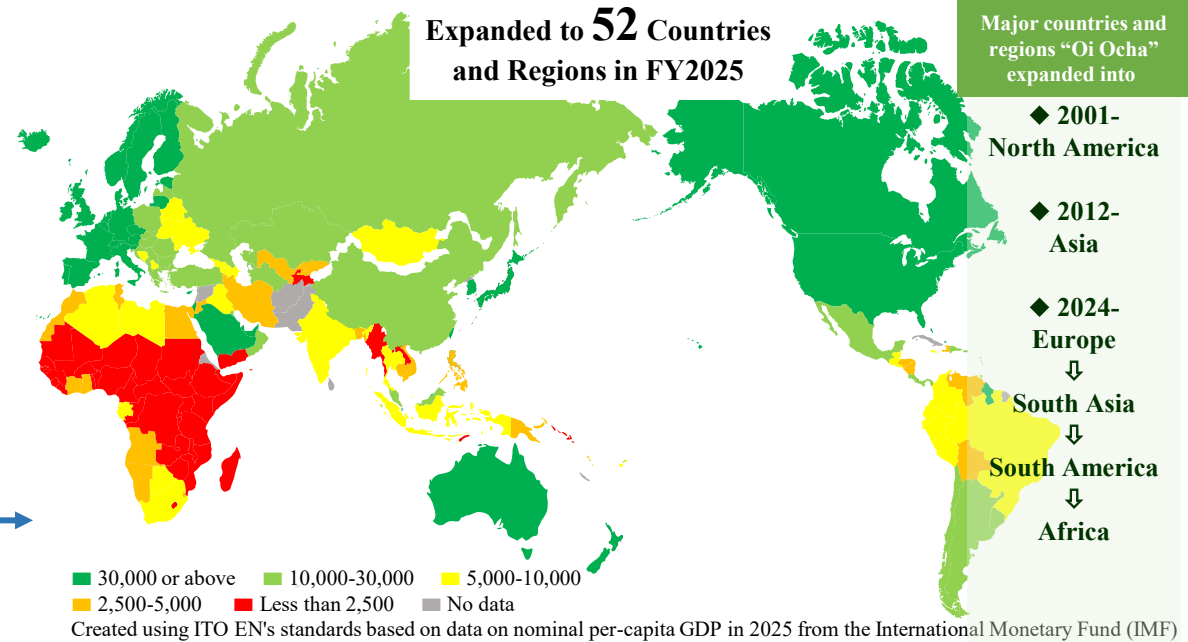 Expanded to 52 Countries
and Regions in FY2025
Major countries and
regions “Oi Ocha”
expanded into
◆ 2001-
North America
◆ 2012-
Asia
◆ 2024-
Europe
⇩
South Asia
⇩
South America
⇩
Africa
30,000 or above
10,000-30,000
5,000-10,000
2,500-5,000
Less than 2,500
No data
Created using ITO EN's standards based on data on nominal per-capita GDP in 2025 from the International Monetary Fund (IMF)